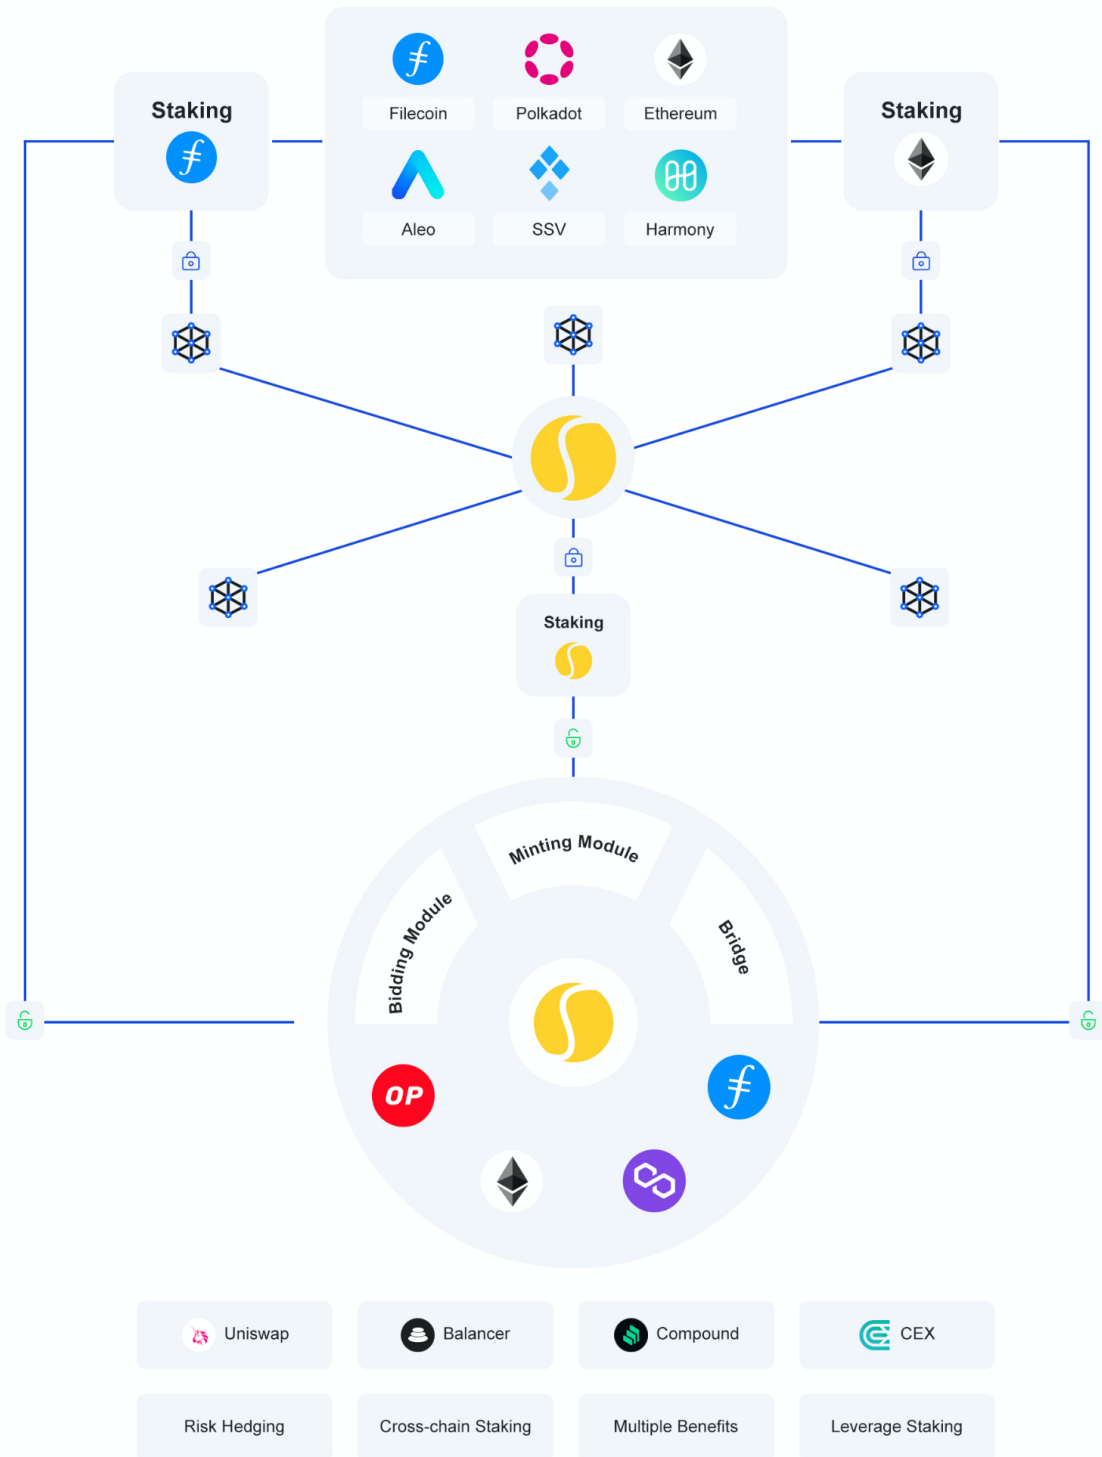 Filecoin
Polkadot
Ethereum
Staking
Staking
Aleo
SSV
Harmony
Staking
Minting Module
Bidding Module
Bridge
OP
Uniswap
Balancer
Compound
CEX
Risk Hedging
Cross-chain Staking
Multiple Benefits
Leverage Staking